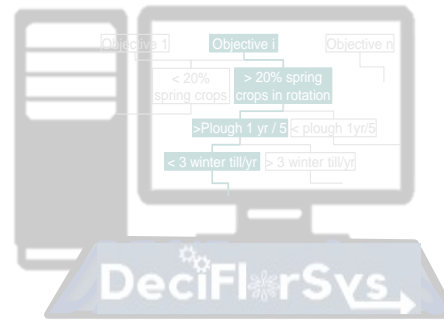 Objective 1
Objective i
Objective n
< 20%
spring crops
> 20% spring
crops in rotation
>Plough 1 yr / 5
< plough 1yr/5
< 3 winter till/yr
> 3 winter till/yr
DeciFlorSys